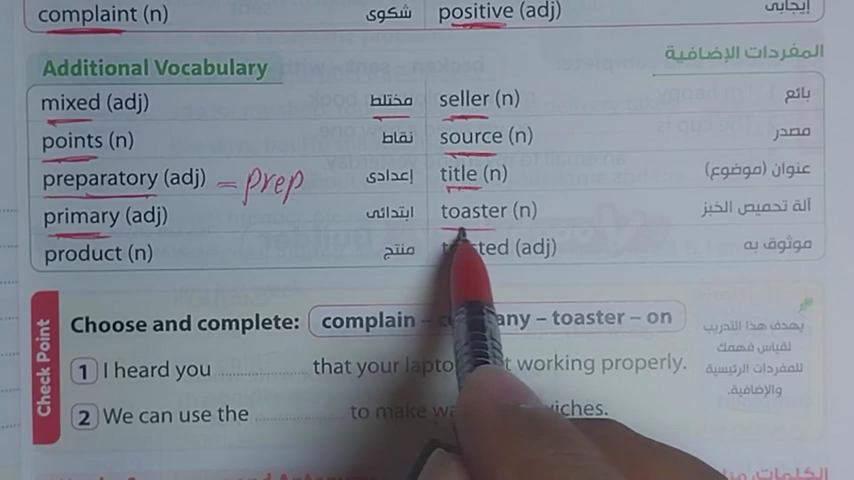 complaint (n) شكوى positive (adj) إيجابى
Additional Vocabulary المفردات الإضافية
mixed (adj) مختلط seller (n) بائع
points (n) نقاط source (n) مصدر
preparatory (adj) = prep إعدادى title (n) عنوان (موضوع)
primary (adj) ابتدائى toaster (n) آلة تحميص الخبز
product (n) منتج ted (adj) موثوق به
Check Point
Choose and complete: complain – any – toaster – on
1 I heard you .......... that your lapto t working properly.
2 We can use the .......... to make wa iches.
يهدف هذا التدريب
لقياس فهمك
للمفردات الرئيسية
والإضافية.